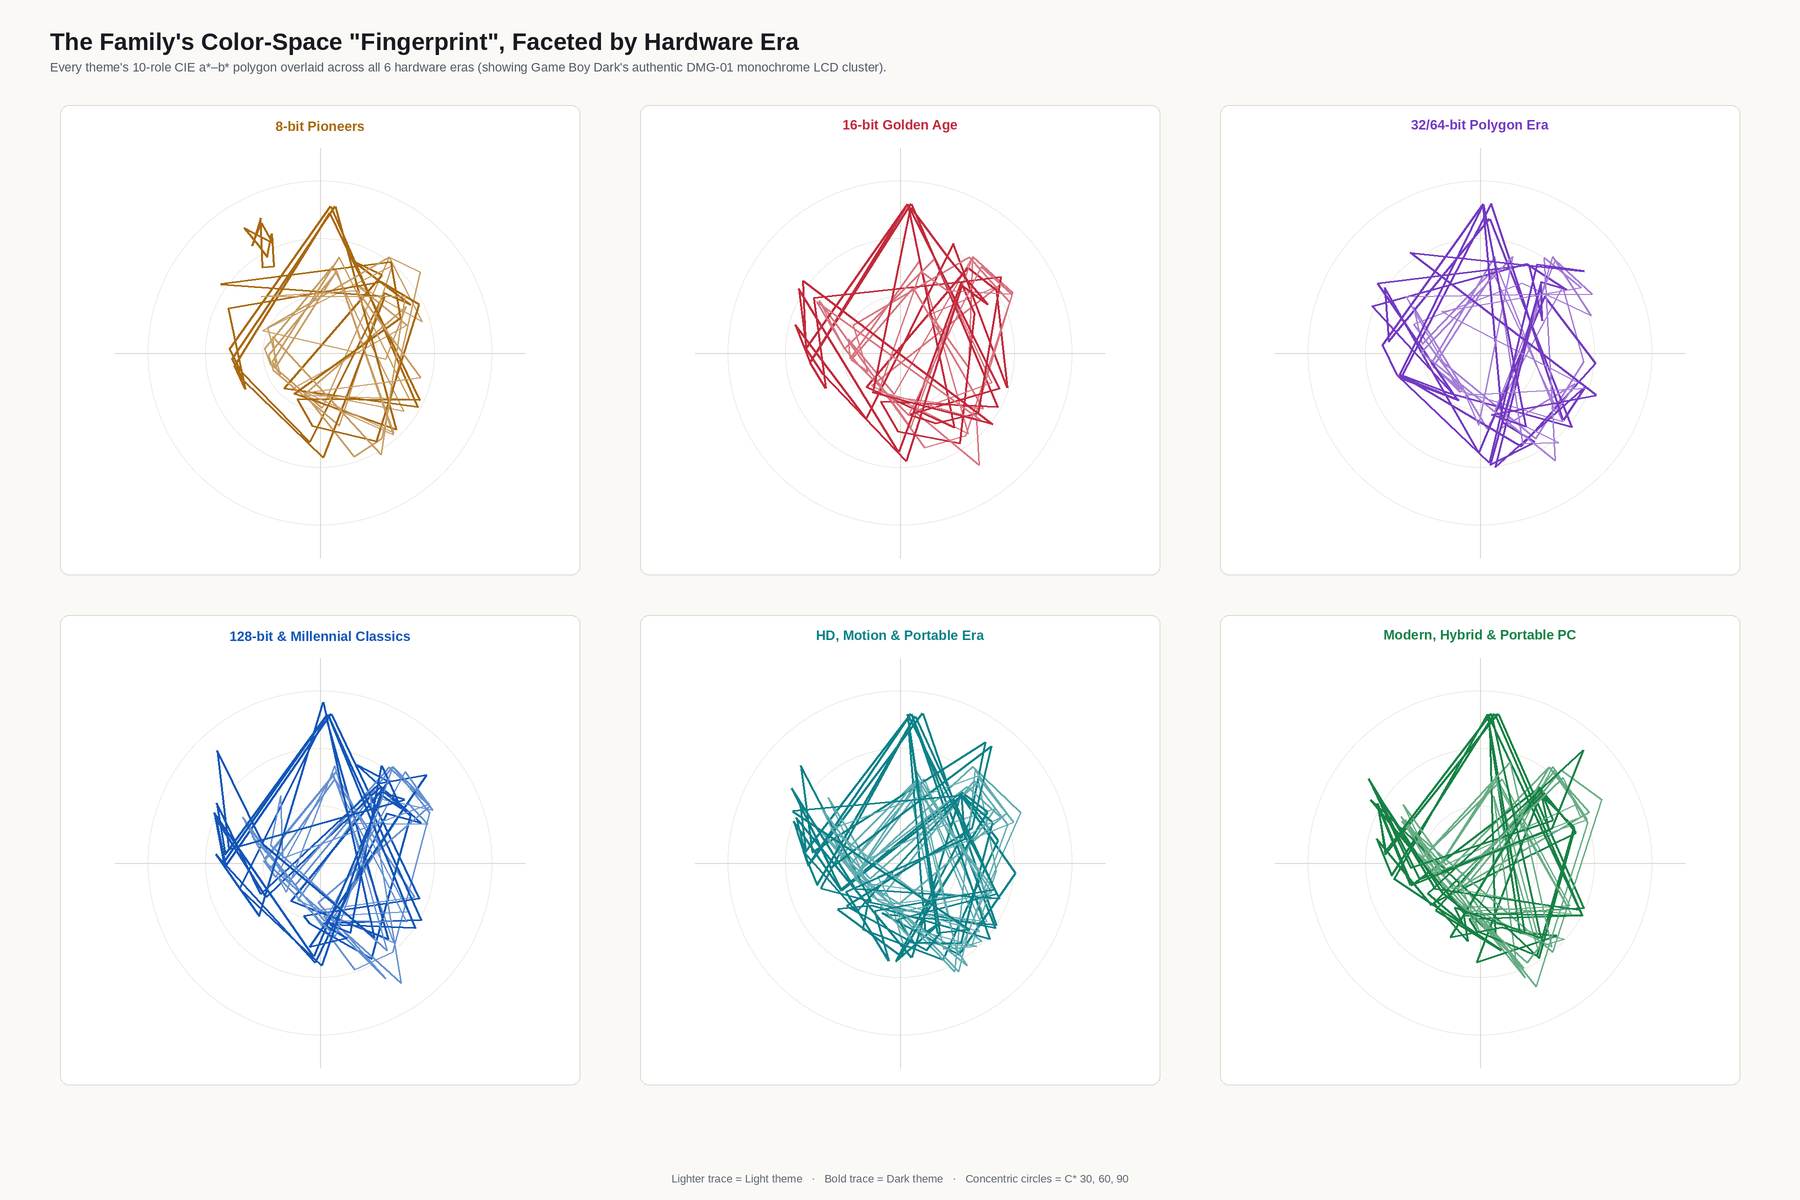 The Family's Color-Space "Fingerprint", Faceted by Hardware Era
Every theme's 10-role CIE a*–b* polygon overlaid across all 6 hardware eras (showing Game Boy Dark's authentic DMG-01 monochrome LCD cluster).
8-bit Pioneers
16-bit Golden Age
32/64-bit Polygon Era
128-bit & Millennial Classics
HD, Motion & Portable Era
Modern, Hybrid & Portable PC
Lighter trace = Light theme · Bold trace = Dark theme · Concentric circles = C* 30, 60, 90